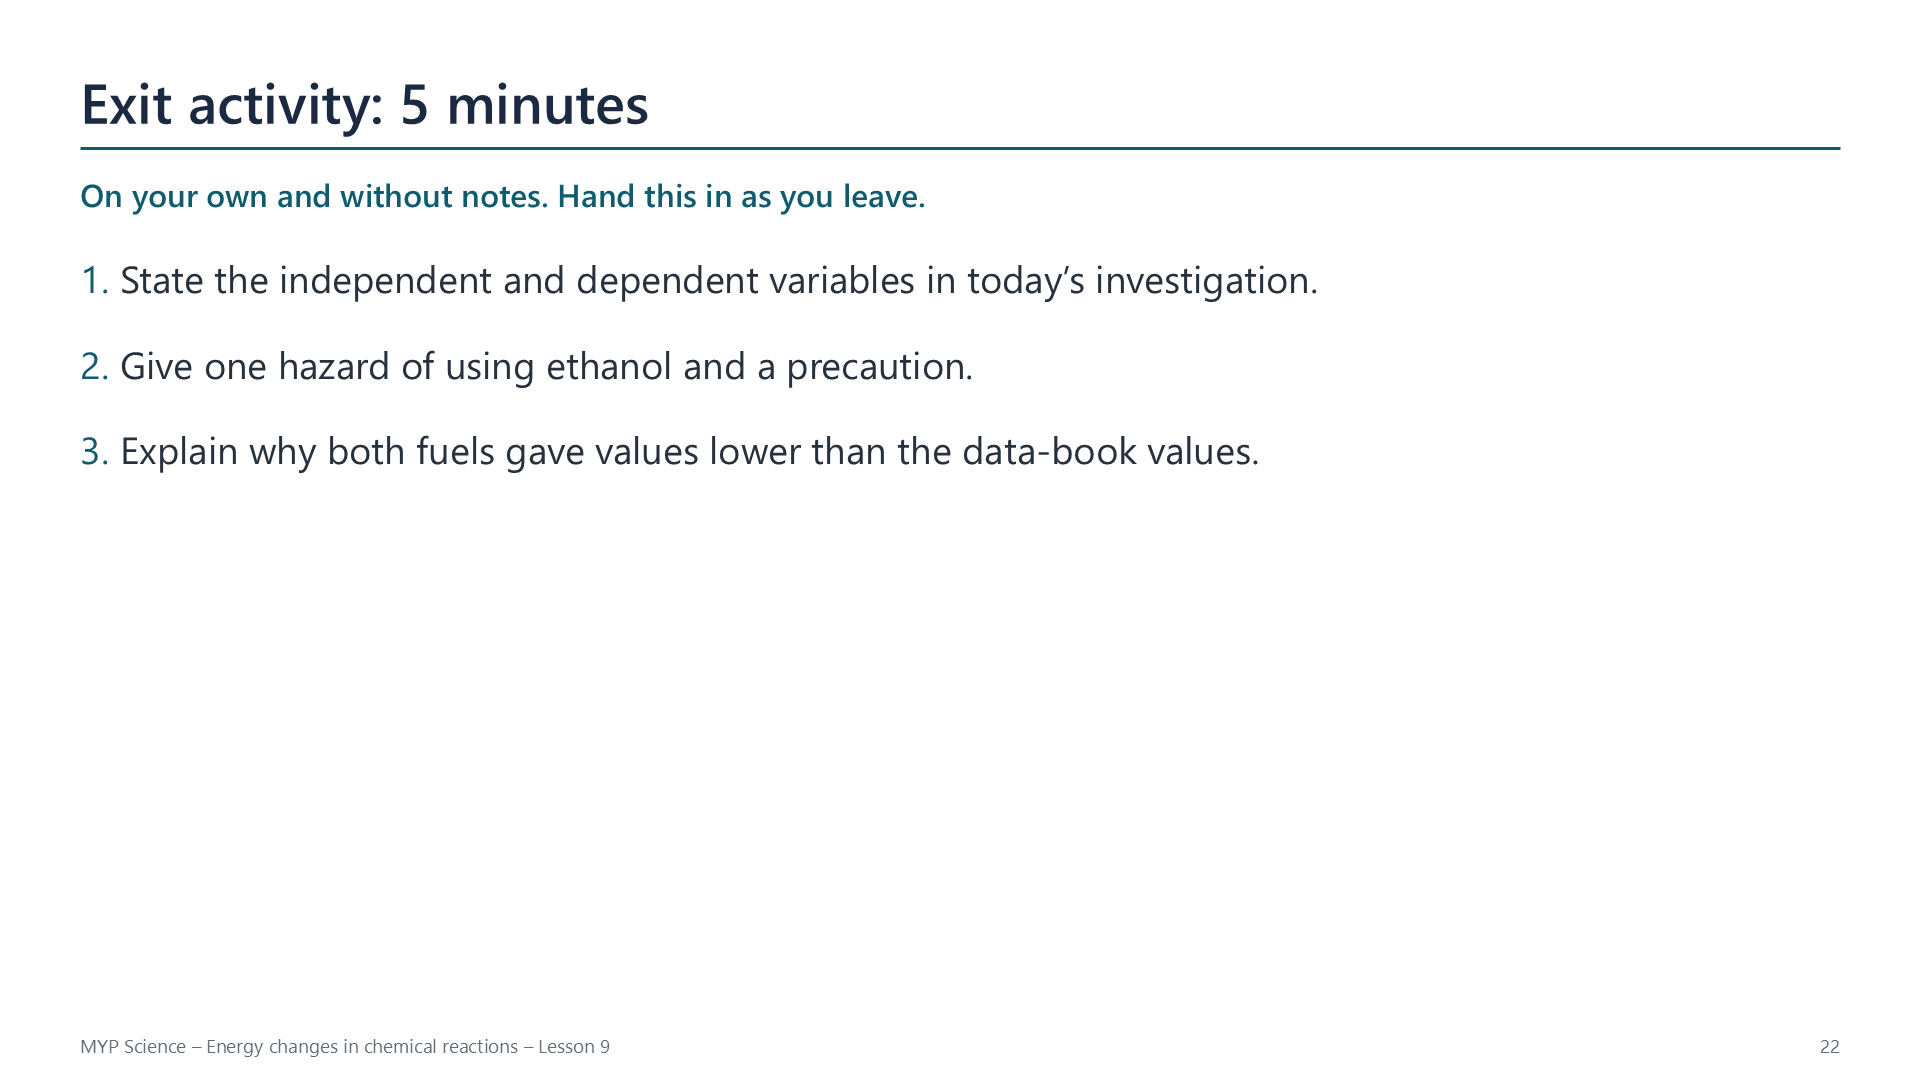 Exit activity: 5 minutes
On your own and without notes. Hand this in as you leave.
1. State the independent and dependent variables in today’s investigation.
2. Give one hazard of using ethanol and a precaution.
3. Explain why both fuels gave values lower than the data-book values.
MYP Science – Energy changes in chemical reactions – Lesson 9
22